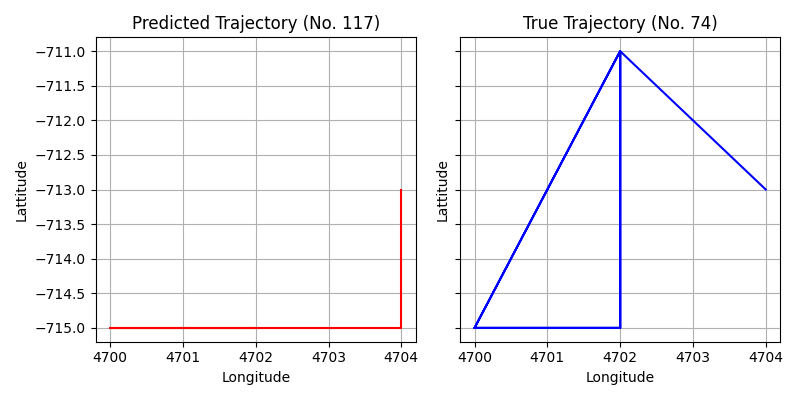 Predicted Trajectory (No. 117)
True Trajectory (No. 74)
−711.0
−711.5
−712.0
−712.5
−713.0
−713.5
−714.0
−714.5
−715.0
Lattitude
Lattitude
4700 4701 4702 4703 4704
4700 4701 4702 4703 4704
Longitude
Longitude